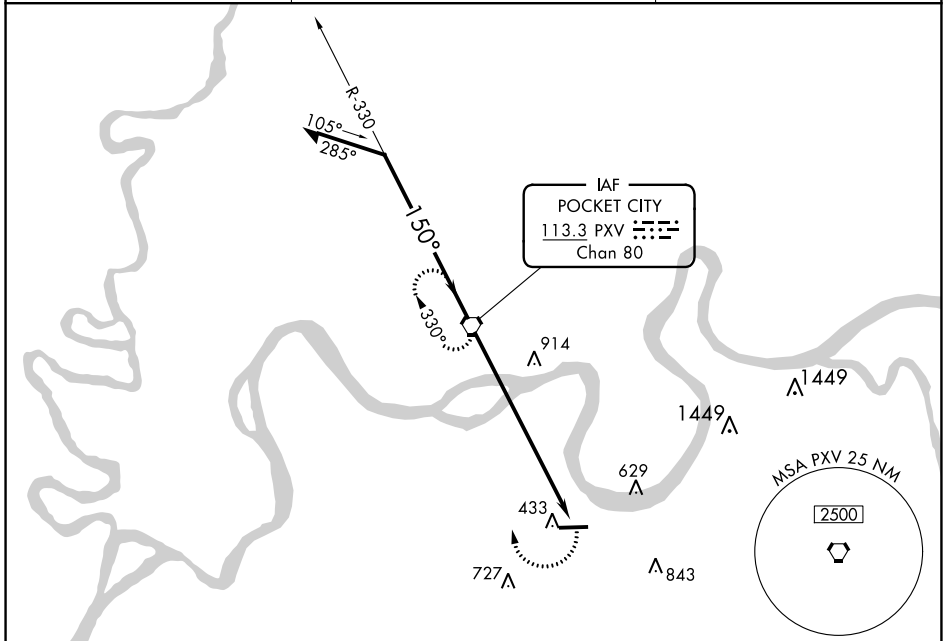 R-330
105°
285°
150°
330°
IAF
POCKET CITY
113.3 PXV
Chan 80
914
1449
1449
629
433
727
843
MSA PXV 25 NM
2500